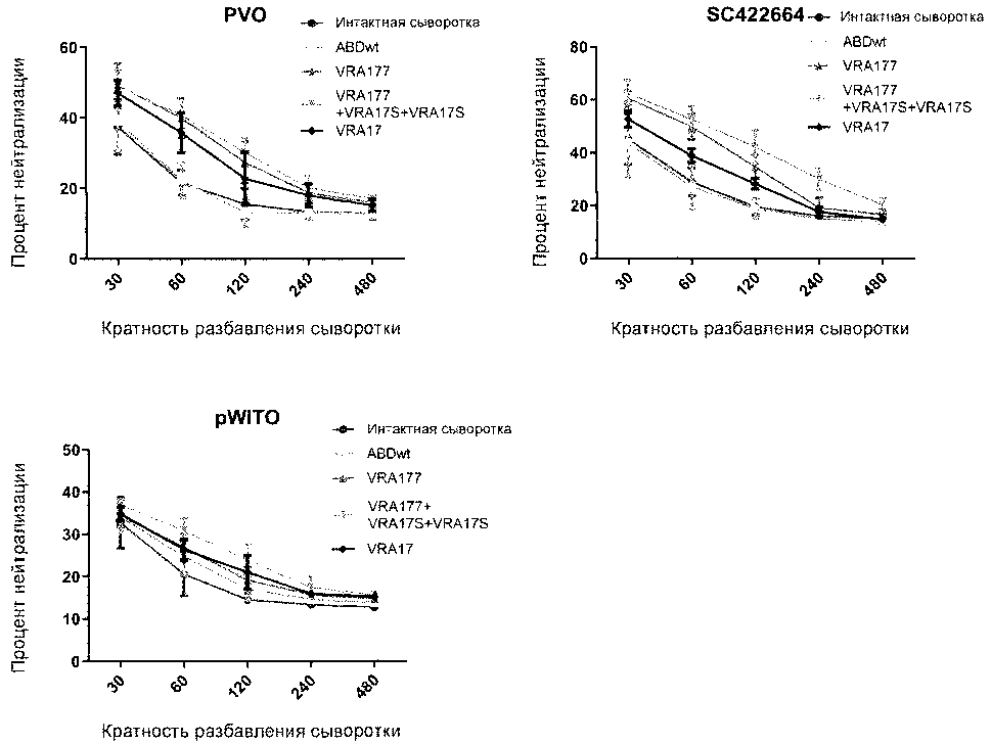 PVO
Интактная сыворотка
ABDwt
VRA177
VRA177
+VRA17S+VRA17S
VRA17
Процент нейтрализации
60
40
20
0
30
60
120
240
480
Кратность разбавления сыворотки
SC422664
Интактная сыворотка
ABDwt
VRA177
VRA177
+VRA17S+VRA17S
VRA17
Процент нейтрализации
80
60
40
20
0
30
60
120
240
480
Кратность разбавления сыворотки
pWITO
Интактная сыворотка
ABDwt
VRA177
VRA177+
VRA17S+VRA17S
VRA17
Процент нейтрализации
50
40
30
20
10
0
30
60
120
240
480
Кратность разбавления сыворотки